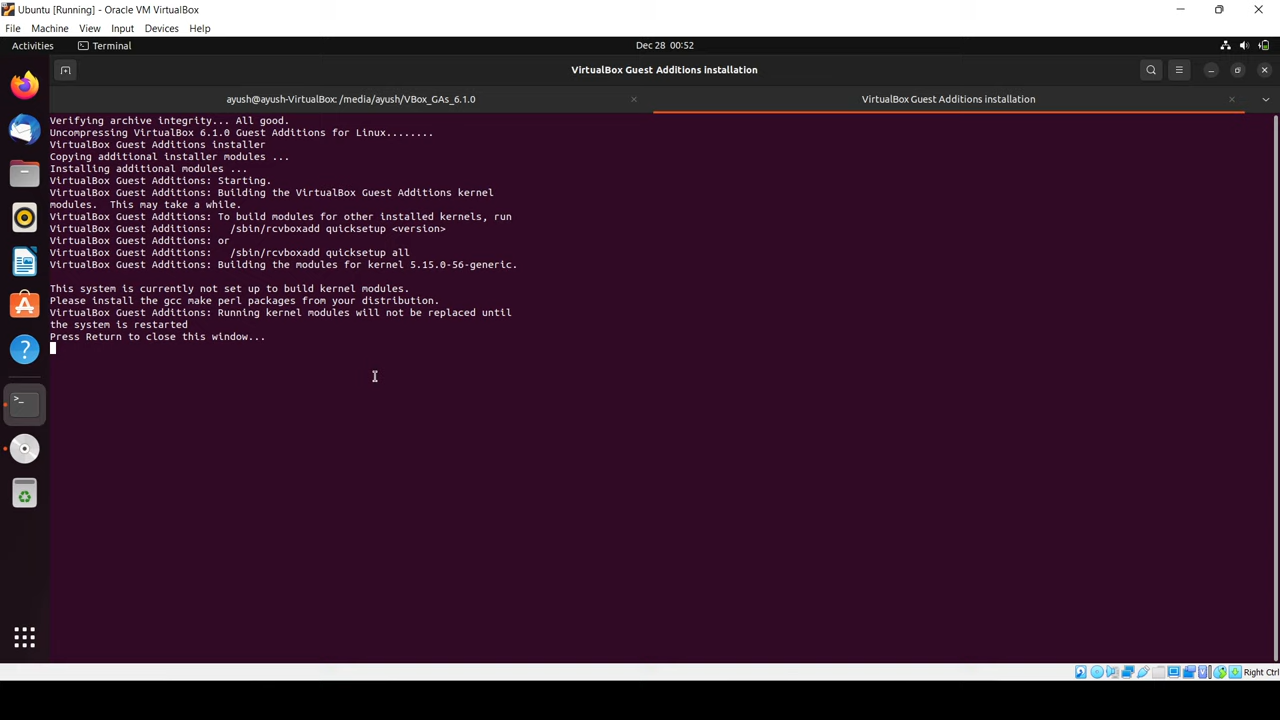 Ubuntu [Running] - Oracle VM VirtualBox
File Machine View Input Devices Help
Activities Terminal Dec 28 00:52
VirtualBox Guest Additions installation
ayush@ayush-VirtualBox: /media/ayush/VBox_GAs_6.1.0
VirtualBox Guest Additions installation
Verifying archive integrity... All good.
Uncompressing VirtualBox 6.1.0 Guest Additions for Linux........
VirtualBox Guest Additions installer
Copying additional installer modules ...
Installing additional modules ...
VirtualBox Guest Additions: Starting.
VirtualBox Guest Additions: Building the VirtualBox Guest Additions kernel
modules.  This may take a while.
VirtualBox Guest Additions: To build modules for other installed kernels, run
VirtualBox Guest Additions:   /sbin/rcvboxadd quicksetup <version>
VirtualBox Guest Additions: or
VirtualBox Guest Additions:   /sbin/rcvboxadd quicksetup all
VirtualBox Guest Additions: Building the modules for kernel 5.15.0-56-generic.
This system is currently not set up to build kernel modules.
Please install the gcc make perl packages from your distribution.
VirtualBox Guest Additions: Running kernel modules will not be replaced until
the system is restarted
Press Return to close this window...
Right Ctrl